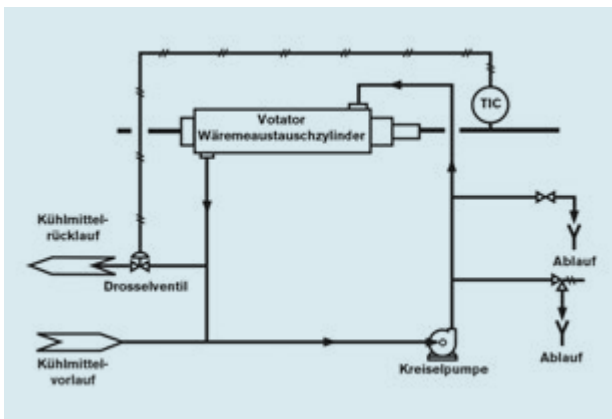 Votator
Wäremeaustauschzylinder
TIC
Kühlmittel-
rücklauf
Drosselventil
Ablauf
Kühlmittel-
vorlauf
Kreiselpumpe
Ablauf